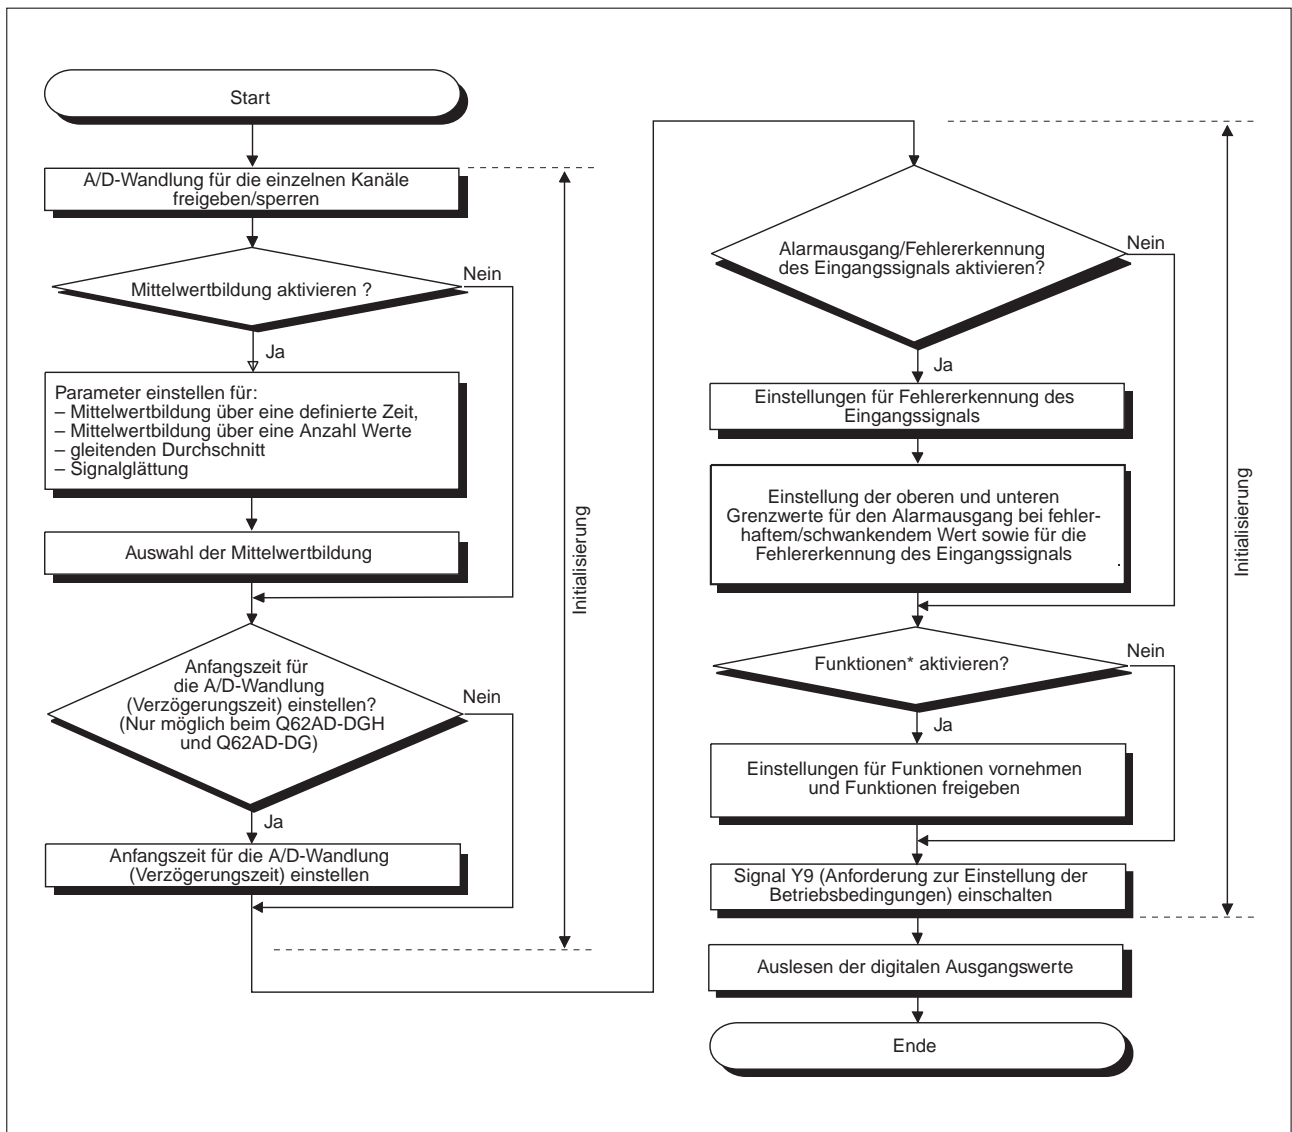 Start
A/D-Wandlung für die einzelnen Kanäle
freigeben/sperren
Mittelwertbildung aktivieren ?
Nein
Ja
Parameter einstellen für:
– Mittelwertbildung über eine definierte Zeit,
– Mittelwertbildung über eine Anzahl Werte
– gleitenden Durchschnitt
– Signalglättung
Auswahl der Mittelwertbildung
Anfangszeit für
die A/D-Wandlung
(Verzögerungszeit) einstellen?
(Nur möglich beim Q62AD-DGH
und Q62AD-DG)
Nein
Ja
Anfangszeit für die A/D-Wandlung
(Verzögerungszeit) einstellen
Initialisierung
Alarmausgang/Fehlererkennung
des Eingangssignals aktivieren?
Nein
Ja
Einstellungen für Fehlererkennung des
Eingangssignals
Einstellung der oberen und unteren
Grenzwerte für den Alarmausgang bei fehler-
haftem/schwankendem Wert sowie für die
Fehlererkennung des Eingangssignals
.
Funktionen* aktivieren?
Nein
Ja
Einstellungen für Funktionen vornehmen
und Funktionen freigeben
Signal Y9 (Anforderung zur Einstellung der
Betriebsbedingungen) einschalten
Initialisierung
Auslesen der digitalen Ausgangswerte
Ende